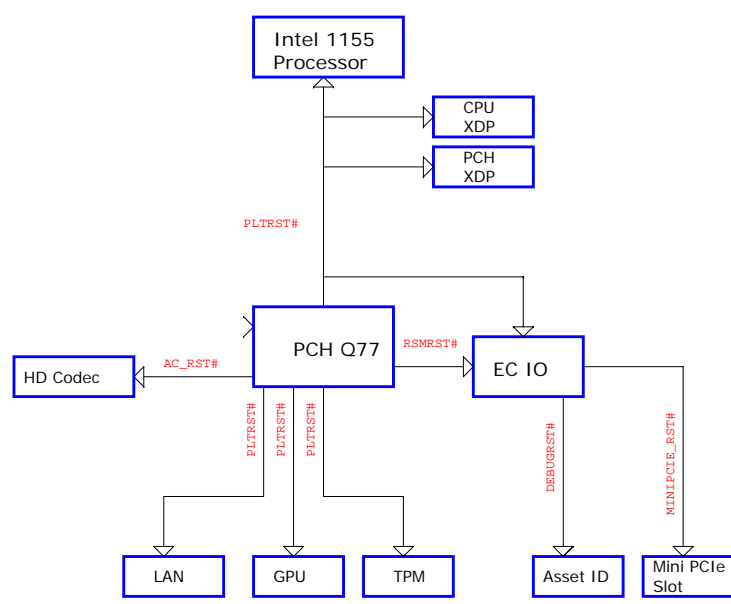 Intel 1155
Processor
CPU
XDP
PCH
XDP
PLTRST#
PCH Q77
RSMRST#
EC IO
AC_RST#
HD Codec
PLTRST#
PLTRST#
PLTRST#
DEBUGRST#
MINIPCIE_RST#
LAN
GPU
TPM
Asset ID
Mini PCIe
Slot